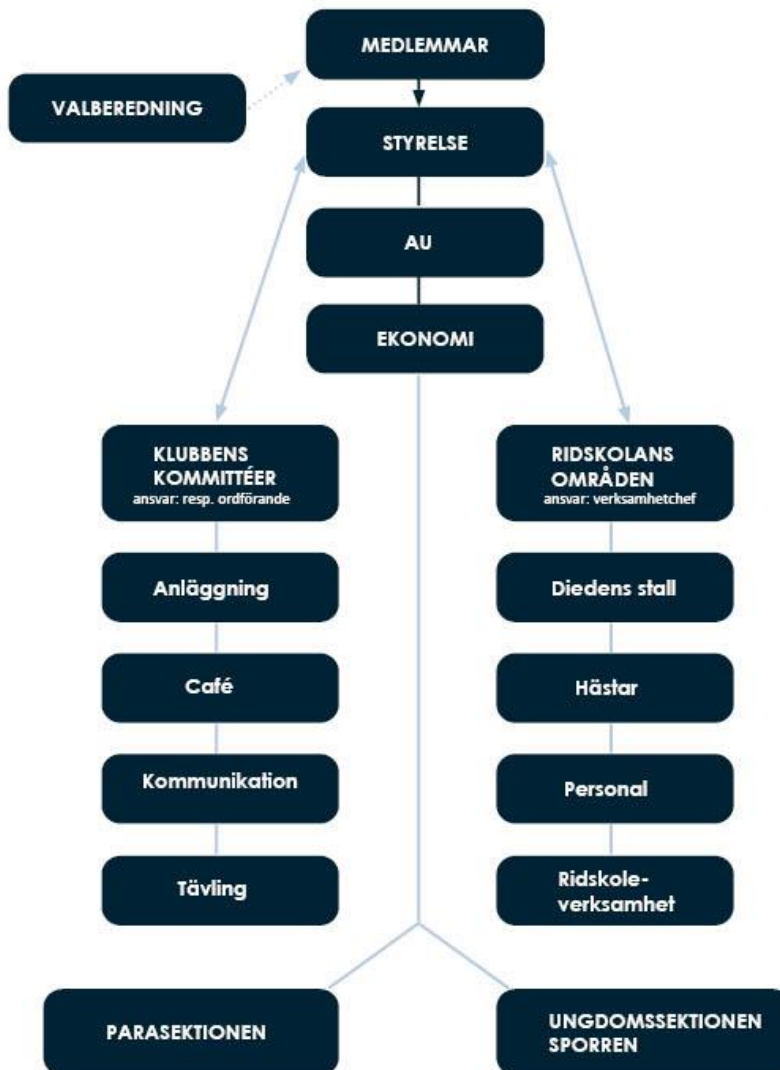 MEDLEMMAR
VALBEREDNING
STYRELSE
AU
EKONOMI
KLUBBENS
KOMMITTÉER
ansvar: resp. ordförande
Anläggning
Café
Kommunikation
Tävling
RIDSKOLANS
OMRÅDEN
ansvar: verksamhetchef
Diedens stall
Hästar
Personal
Ridskole-
verksamhet
PARASEKTIONEN
UNGDOMSSEKTIONEN
SPORREN